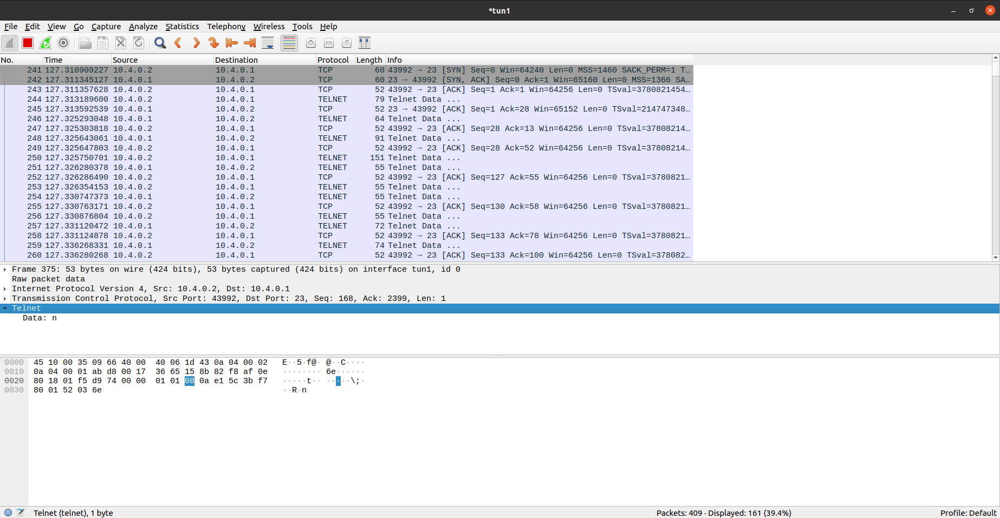 *tun1
File Edit View Go Capture Analyze Statistics Telephony Wireless Tools Help
No. Time Source Destination Protocol Length Info
241 127.310909227 10.4.0.2 10.4.0.1 TCP 60 43992 → 23 [SYN] Seq=0 Win=64240 Len=0 MSS=1460 SACK_PERM=1 T…
242 127.311345127 10.4.0.1 10.4.0.2 TCP 60 23 → 43992 [SYN, ACK] Seq=0 Ack=1 Win=65160 Len=0 MSS=1366 SA…
243 127.311357628 10.4.0.2 10.4.0.1 TCP 52 43992 → 23 [ACK] Seq=1 Ack=1 Win=64256 Len=0 TSval=3780821454…
244 127.313189600 10.4.0.2 10.4.0.1 TELNET 79 Telnet Data ...
245 127.313592539 10.4.0.1 10.4.0.2 TCP 52 23 → 43992 [ACK] Seq=1 Ack=28 Win=65152 Len=0 TSval=214747348…
246 127.325293048 10.4.0.1 10.4.0.2 TELNET 64 Telnet Data ...
247 127.325303818 10.4.0.2 10.4.0.1 TCP 52 43992 → 23 [ACK] Seq=28 Ack=13 Win=64256 Len=0 TSval=37808214…
248 127.325643061 10.4.0.1 10.4.0.2 TELNET 91 Telnet Data ...
249 127.325647803 10.4.0.2 10.4.0.1 TCP 52 43992 → 23 [ACK] Seq=28 Ack=52 Win=64256 Len=0 TSval=37808214…
250 127.325750701 10.4.0.2 10.4.0.1 TELNET 151 Telnet Data ...
251 127.326280378 10.4.0.1 10.4.0.2 TELNET 55 Telnet Data ...
252 127.326286490 10.4.0.2 10.4.0.1 TCP 52 43992 → 23 [ACK] Seq=127 Ack=55 Win=64256 Len=0 TSval=3780821…
253 127.326354153 10.4.0.2 10.4.0.1 TELNET 55 Telnet Data ...
254 127.330747373 10.4.0.1 10.4.0.2 TELNET 55 Telnet Data ...
255 127.330763171 10.4.0.2 10.4.0.1 TCP 52 43992 → 23 [ACK] Seq=130 Ack=58 Win=64256 Len=0 TSval=3780821…
256 127.330876804 10.4.0.2 10.4.0.1 TELNET 55 Telnet Data ...
257 127.331120472 10.4.0.1 10.4.0.2 TELNET 72 Telnet Data ...
258 127.331124878 10.4.0.2 10.4.0.1 TCP 52 43992 → 23 [ACK] Seq=133 Ack=78 Win=64256 Len=0 TSval=3780821…
259 127.336268331 10.4.0.1 10.4.0.2 TELNET 74 Telnet Data ...
260 127.336280268 10.4.0.2 10.4.0.1 TCP 52 43992 → 23 [ACK] Seq=133 Ack=100 Win=64256 Len=0 TSval=378082…
Frame 375: 53 bytes on wire (424 bits), 53 bytes captured (424 bits) on interface tun1, id 0
Raw packet data
Internet Protocol Version 4, Src: 10.4.0.2, Dst: 10.4.0.1
Transmission Control Protocol, Src Port: 43992, Dst Port: 23, Seq: 168, Ack: 2399, Len: 1
Telnet
Data: n
0000 45 10 00 35 09 66 40 00 40 06 1d 43 0a 04 00 02 E··5·f@· @··C····
0010 0a 04 00 01 ab d8 00 17 36 65 15 8b 82 f8 af 0e ········ 6e······
0020 80 18 01 f5 d9 74 00 00 01 01 08 0a e1 5c 3b f7 ·····t·· ·····\;·
0030 80 01 52 03 6e ··R·n
Telnet (telnet), 1 byte Packets: 409 · Displayed: 161 (39.4%) Profile: Default